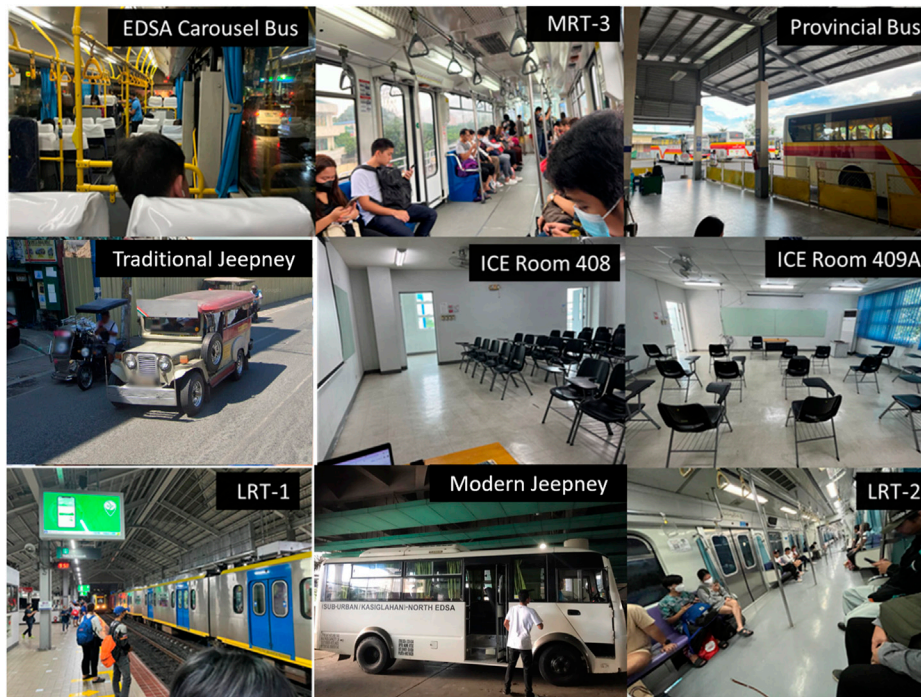 EDSA Carousel Bus
MRT-3
Provincial Bus
Traditional Jeepney
ICE Room 408
ICE Room 409A
LRT-1
Modern Jeepney
LRT-2
(SUB-URBAN/KASIGLAHAN)-NORTH EDSA